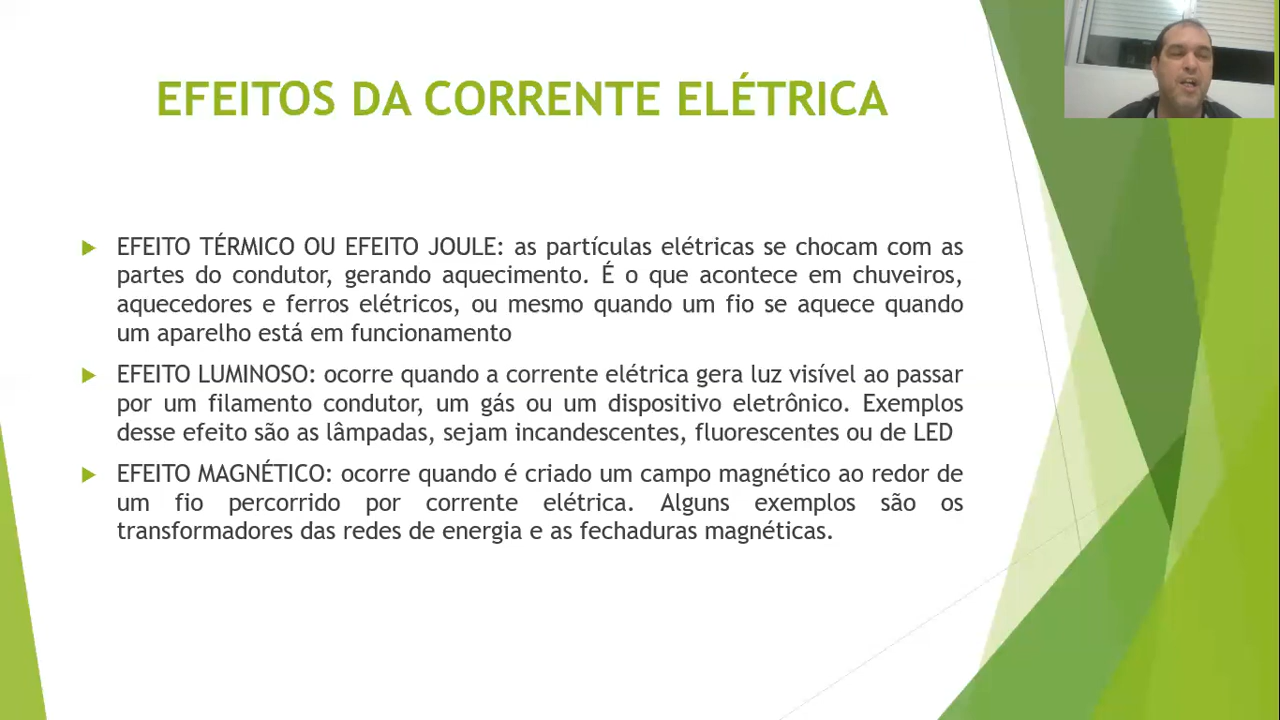 EFEITOS DA CORRENTE ELÉTRICA
EFEITO TÉRMICO OU EFEITO JOULE: as partículas elétricas se chocam com as
partes do condutor, gerando aquecimento. É o que acontece em chuveiros,
aquecedores e ferros elétricos, ou mesmo quando um fio se aquece quando
um aparelho está em funcionamento
EFEITO LUMINOSO: ocorre quando a corrente elétrica gera luz visível ao passar
por um filamento condutor, um gás ou um dispositivo eletrônico. Exemplos
desse efeito são as lâmpadas, sejam incandescentes, fluorescentes ou de LED
EFEITO MAGNÉTICO: ocorre quando é criado um campo magnético ao redor de
um fio percorrido por corrente elétrica. Alguns exemplos são os
transformadores das redes de energia e as fechaduras magnéticas.